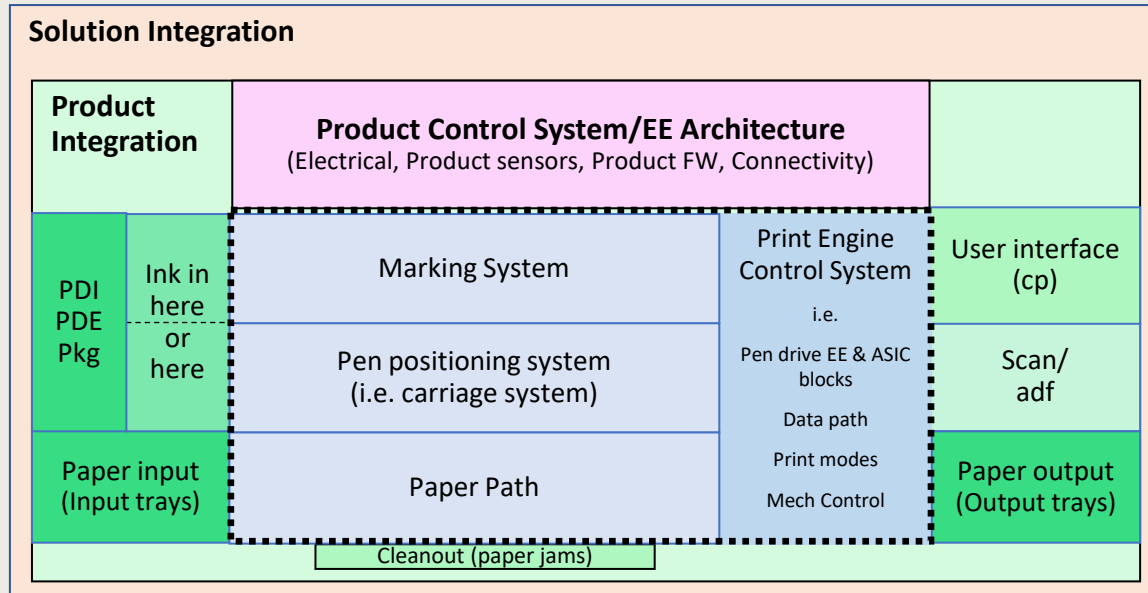 Solution Integration
Product
Integration
Product Control System/EE Architecture
(Electrical, Product sensors, Product FW, Connectivity)
PDI
PDE
Pkg
Ink in
here
or
here
Marking System
Pen positioning system
(i.e. carriage system)
Print Engine
Control System
i.e.
Pen drive EE & ASIC
blocks
Data path
Print modes
Mech Control
User interface
(cp)
Scan/
adf
Paper input
(Input trays)
Paper Path
Paper output
(Output trays)
Cleanout (paper jams)